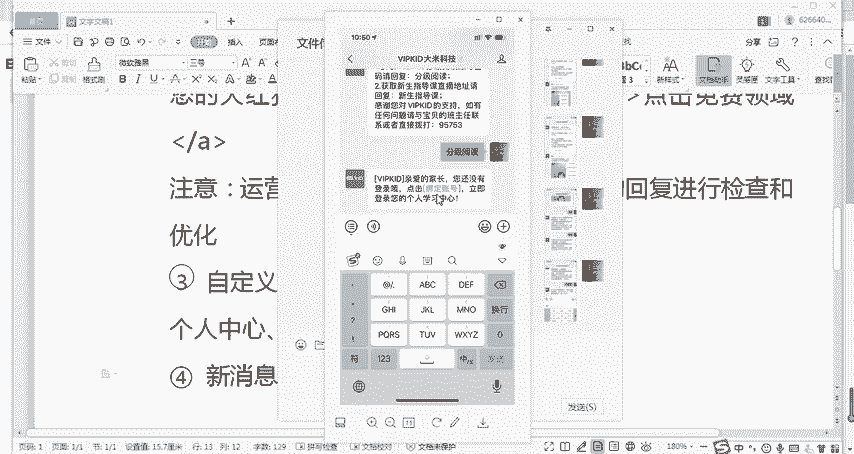 首页
文字文稿1
626640...
文件
开始
插入
页面布
找
分享
粘贴
剪切
复制
格式刷
微软雅黑
三号
B I U
新样式
文档助手
灵感度
文字工具
查找
文件传
10:50
VIPKID大米科技
码请回复：分级阅读；
2.获取新生指导课直播地址请
回复：新生指导课；
感谢您对VIPKID的支持，如有
任何问题请与宝贝的班主任联
系或者直接拨打：95753
分级阅读
[VIPKID]亲爱的家长，您还没有
登录哦，点击[绑定账号]，立即
登录您的个人学习中心！
@/. ABC DEF
GHI JKL MNO 换行
PQRS TUV WXYZ 0
符 123 中/英 发送
点击免费领域
</a>
注意：运营
的回复进行检查和
优化
③ 自定义
个人中心、
④ 新消息
发送(S)
页码: 1 页面: 1/1 节: 1/1 设置值: 15.7厘米 行: 13 列: 12 字数: 129 拼写检查 文档校对 文档未保护 180%